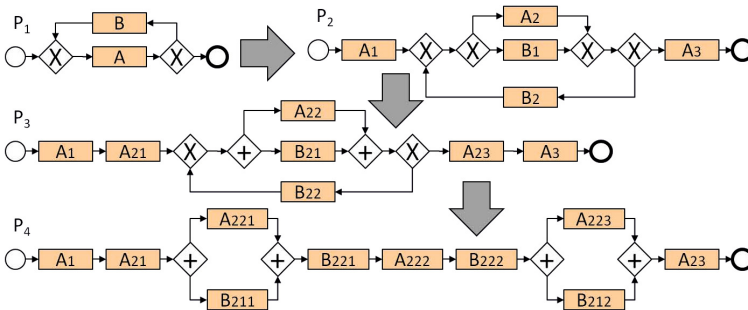 P1
B
A
P2
A1
X
X
X
X
A2
B1
X
X
B2
A3
P3
A1
A21
X
+
A22
B21
+
X
B22
A23
A3
P4
A1
A21
+
A221
B211
+
B221
A222
B222
+
A223
B212
+
A23